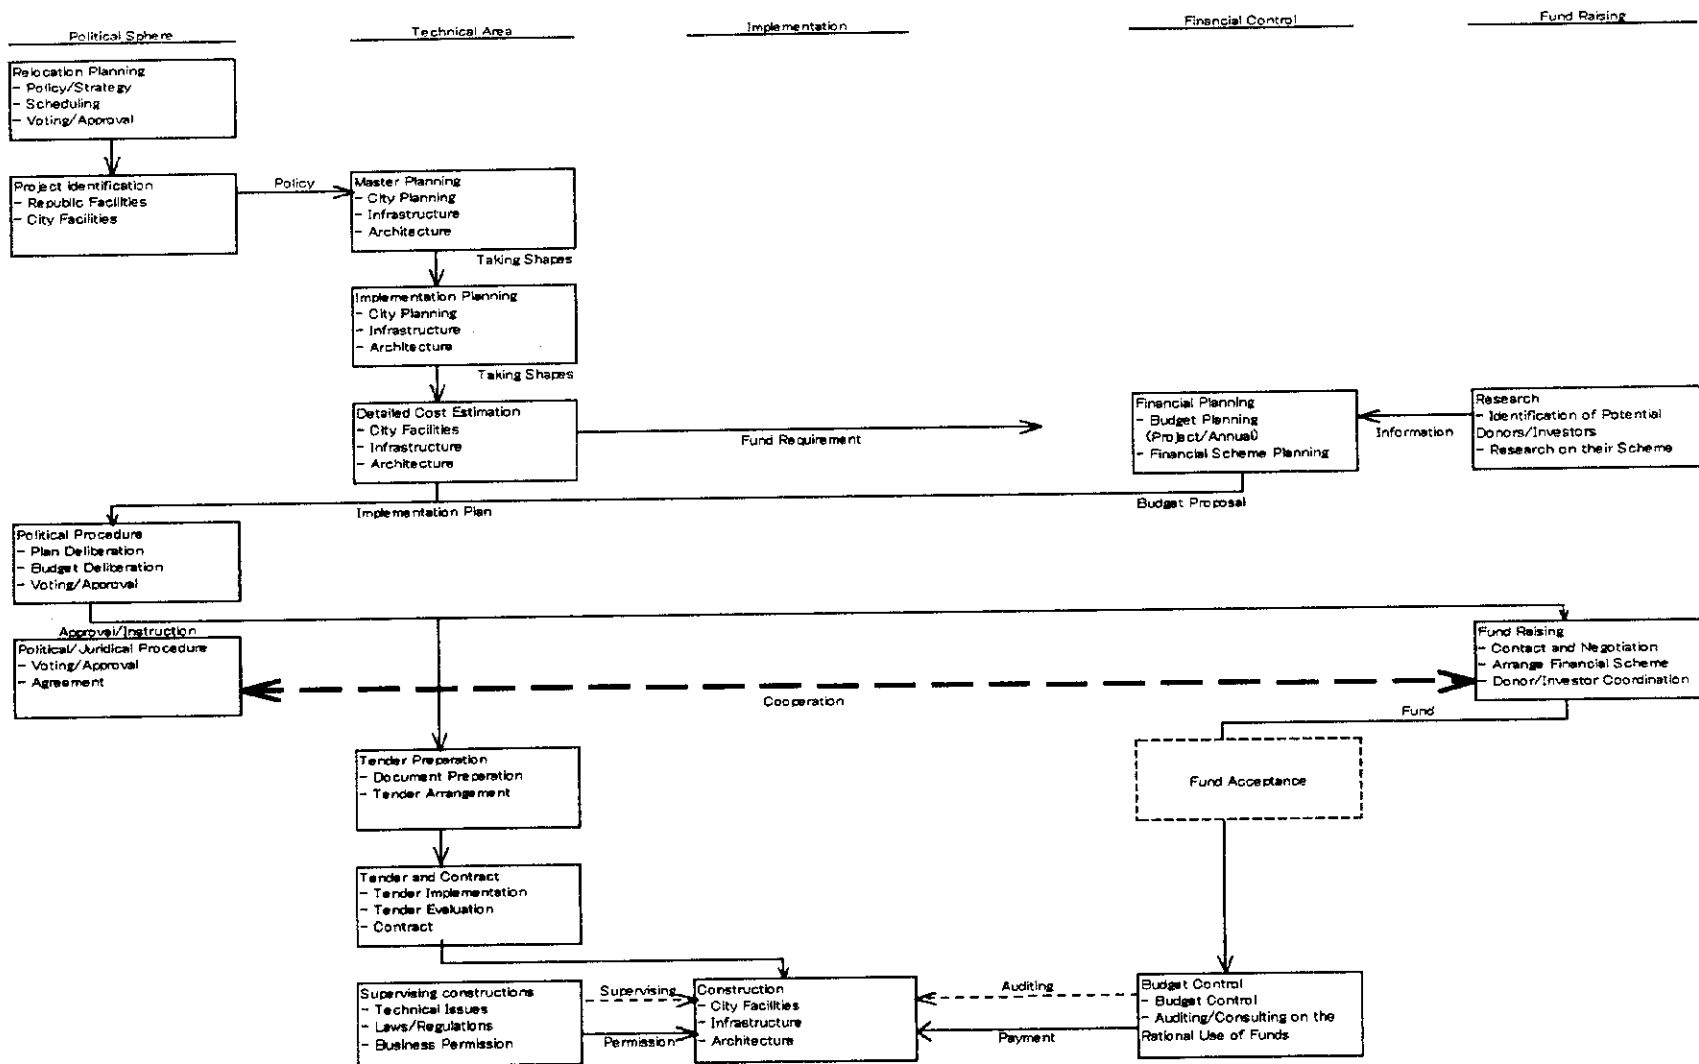 Political Sphere
Technical Area
Implementation
Financial Control
Fund Raising
Relocation Planning
- Policy/Strategy
- Scheduling
- Voting/Approval
Project identification
- Republic Facilities
- City Facilities
Policy
Master Planning
- City Planning
- Infrastructure
- Architecture
Taking Shapes
Implementation Planning
- City Planning
- Infrastructure
- Architecture
Taking Shapes
Detailed Cost Estimation
- City Facilities
- Infrastructure
- Architecture
Fund Requirement
Financial Planning
- Budget Planning
(Project/Annual)
- Financial Scheme Planning
Information
Research
- Identification of Potential
Donors/Investors
- Research on their Scheme
Implementation Plan
Budget Proposal
Political Procedure
- Plan Deliberation
- Budget Deliberation
- Voting/Approval
Approval/Instruction
Political/Juridical Procedure
- Voting/Approval
- Agreement
Cooperation
Fund Raising
- Contact and Negotiation
- Arrange Financial Scheme
- Donor/Investor Coordination
Fund
Fund Acceptance
Tender Preparation
- Document Preparation
- Tender Arrangement
Tender and Contract
- Tender Implementation
- Tender Evaluation
- Contract
Supervising constructions
- Technical Issues
- Laws/Regulations
- Business Permission
Supervising
Permission
Construction
- City Facilities
- Infrastructure
- Architecture
Auditing
Payment
Budget Control
- Budget Control
- Auditing/Consulting on the
Rational Use of Funds